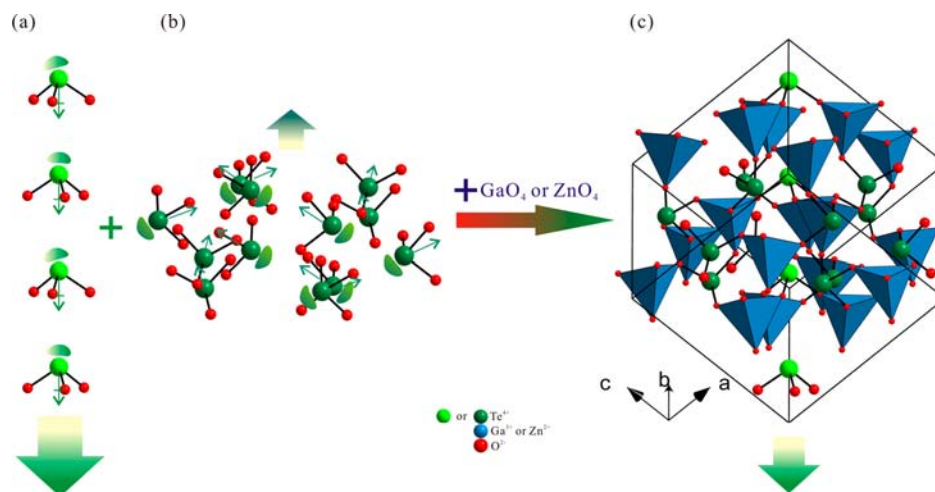 (a)
(b)
(c)
+
+ GaO₄ or ZnO₄
c b a
or Te⁴⁺
Ga³⁺ or Zn²⁺
O²⁻